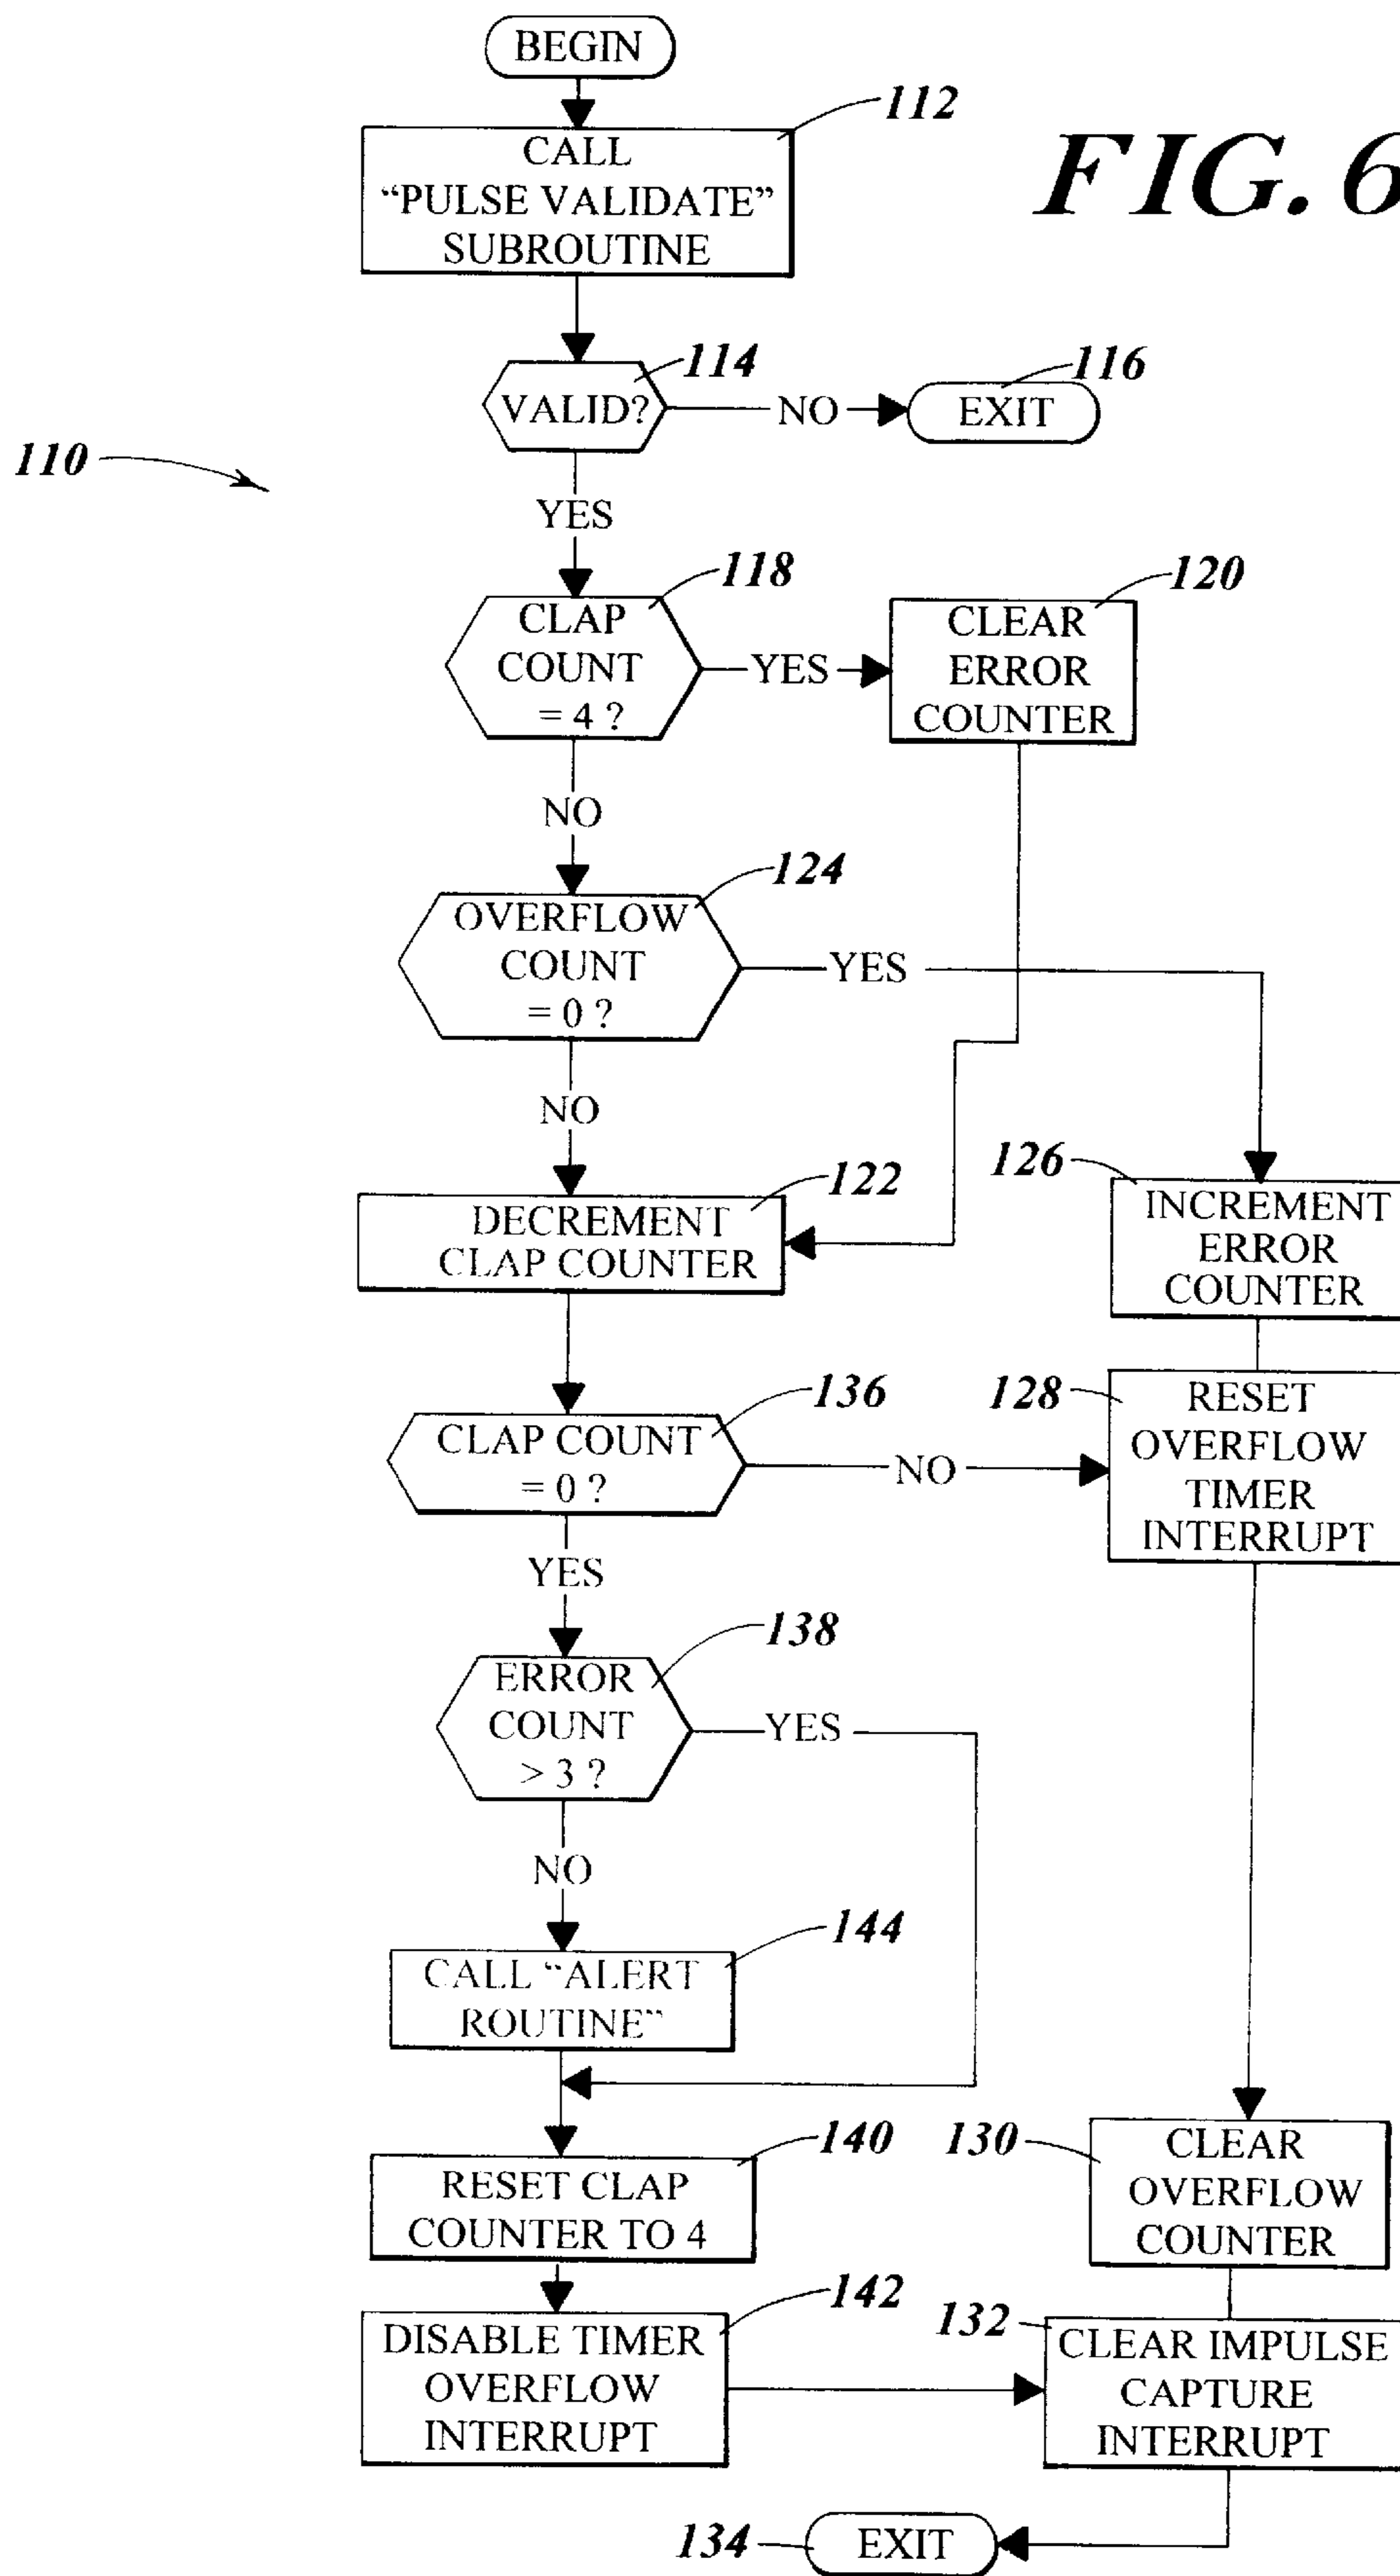 BEGIN
112
CALL
“PULSE VALIDATE”
SUBROUTINE
FIG. 6
114
VALID?
NO
116
EXIT
110
YES
118
CLAP
COUNT
= 4 ?
YES
120
CLEAR
ERROR
COUNTER
NO
124
OVERFLOW
COUNT
= 0 ?
YES
NO
122
DECREMENT
CLAP COUNTER
126
INCREMENT
ERROR
COUNTER
136
CLAP COUNT
= 0 ?
NO
128
RESET
OVERFLOW
TIMER
INTERRUPT
YES
138
ERROR
COUNT
> 3 ?
YES
NO
144
CALL “ALERT
ROUTINE”
140
RESET CLAP
COUNTER TO 4
130
CLEAR
OVERFLOW
COUNTER
142
DISABLE TIMER
OVERFLOW
INTERRUPT
132
CLEAR IMPULSE
CAPTURE
INTERRUPT
134
EXIT